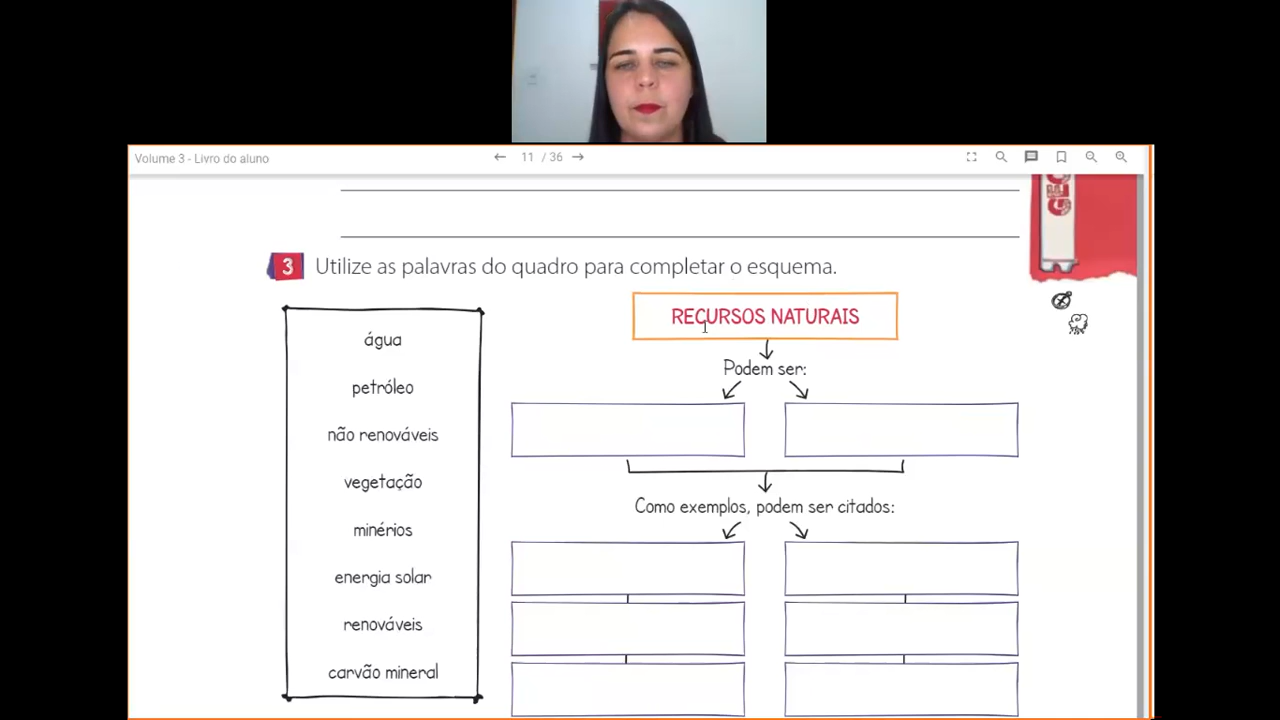 Volume 3 - Livro do aluno
11 / 36
3 Utilize as palavras do quadro para completar o esquema.
água
petróleo
não renováveis
vegetação
minérios
energia solar
renováveis
carvão mineral
RECURSOS NATURAIS
Podem ser:
Como exemplos, podem ser citados: